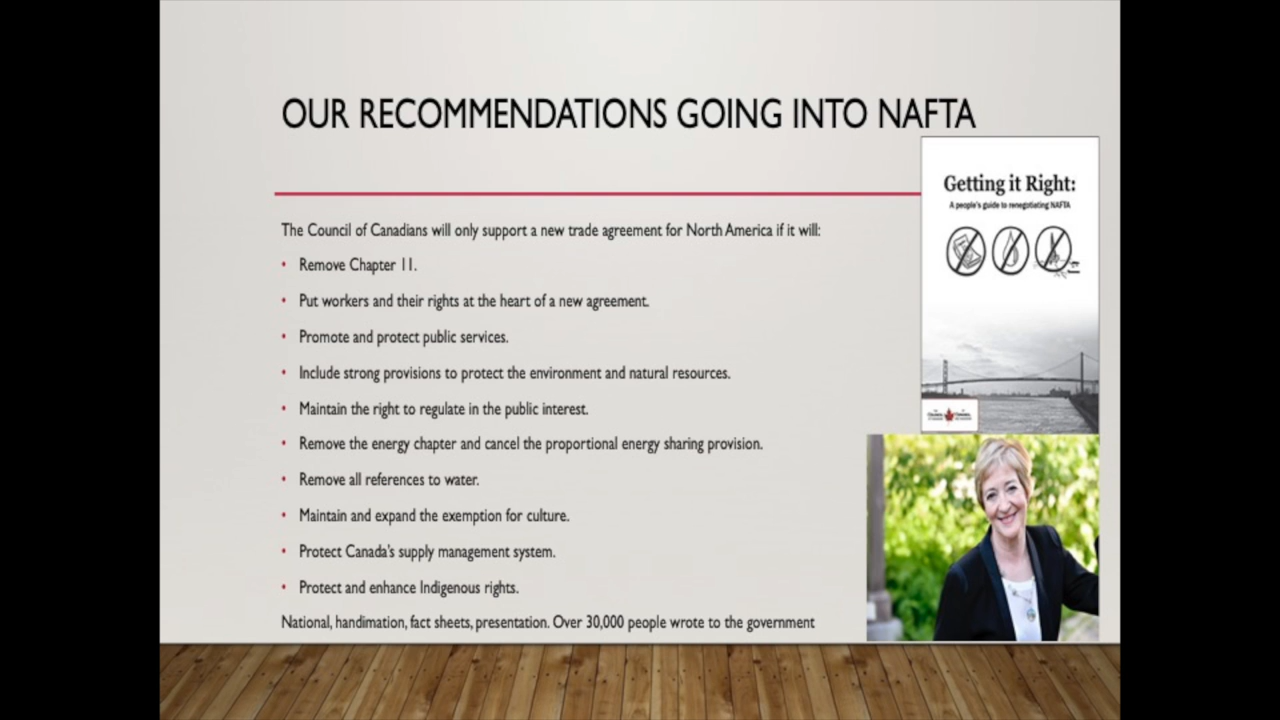 OUR RECOMMENDATIONS GOING INTO NAFTA
Getting it Right:
A people's guide to renegotiating NAFTA
The Council of Canadians will only support a new trade agreement for North America if it will:
• Remove Chapter 11.
• Put workers and their rights at the heart of a new agreement.
• Promote and protect public services.
• Include strong provisions to protect the environment and natural resources.
• Maintain the right to regulate in the public interest.
• Remove the energy chapter and cancel the proportional energy sharing provision.
• Remove all references to water.
• Maintain and expand the exemption for culture.
• Protect Canada's supply management system.
• Protect and enhance Indigenous rights.
National, handimation, fact sheets, presentation. Over 30,000 people wrote to the government